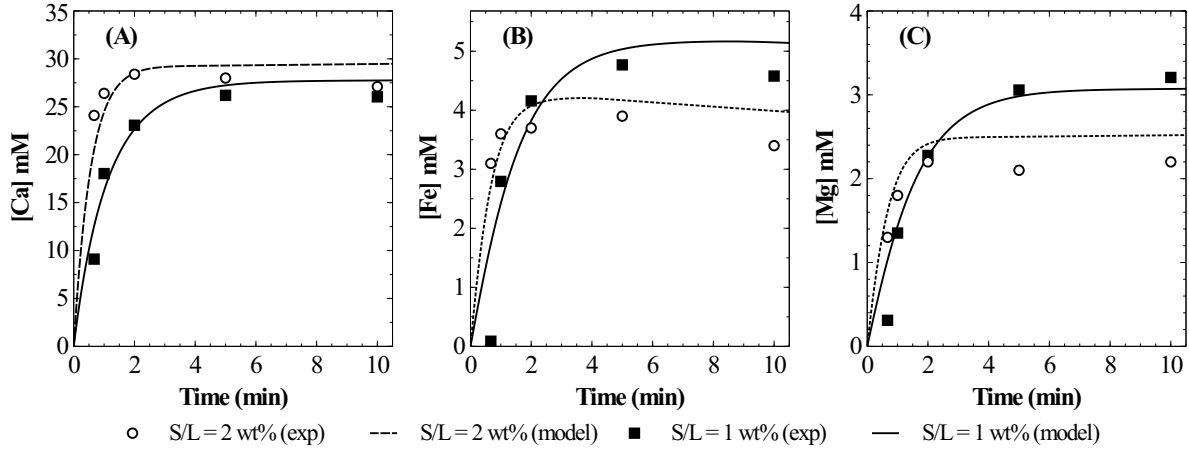 (A)
35
30
25
20
15
10
5
0
[Ca] mM
0 2 4 6 8 10
Time (min)
(B)
5
4
3
2
1
0
[Fe] mM
0 2 4 6 8 10
Time (min)
(C)
4
3
2
1
0
[Mg] mM
0 2 4 6 8 10
Time (min)
S/L = 2 wt% (exp) S/L = 2 wt% (model) S/L = 1 wt% (exp) S/L = 1 wt% (model)